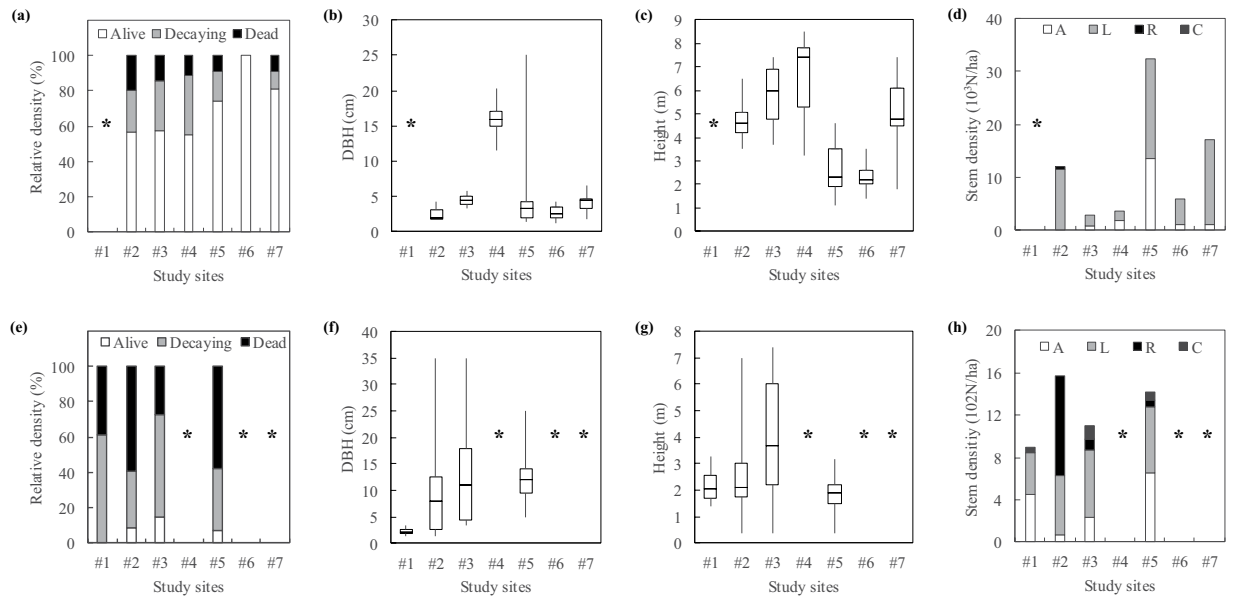 (a)
Alive Decaying Dead
Relative density (%)
100
80
60
40
20
0
*
#1 #2 #3 #4 #5 #6 #7
Study sites
(b)
DBH (cm)
30
25
20
15
10
5
0
*
#1 #2 #3 #4 #5 #6 #7
Study sites
(c)
Height (m)
9
8
7
6
5
4
3
2
1
0
*
#1 #2 #3 #4 #5 #6 #7
Study sites
(d)
A L R C
Stem density (10³N/ha)
40
30
20
10
0
*
#1 #2 #3 #4 #5 #6 #7
Study sites
(e)
Alive Decaying Dead
Relative density (%)
100
80
60
40
20
0
* * *
#1 #2 #3 #4 #5 #6 #7
Study sites
(f)
DBH (cm)
40
35
30
25
20
15
10
5
0
* * *
#1 #2 #3 #4 #5 #6 #7
Study sites
(g)
Height (m)
8
7
6
5
4
3
2
1
0
* * *
#1 #2 #3 #4 #5 #6 #7
Study sites
(h)
A L R C
Stem densitiy (102N/ha)
20
16
12
8
4
0
* * *
#1 #2 #3 #4 #5 #6 #7
Study sites